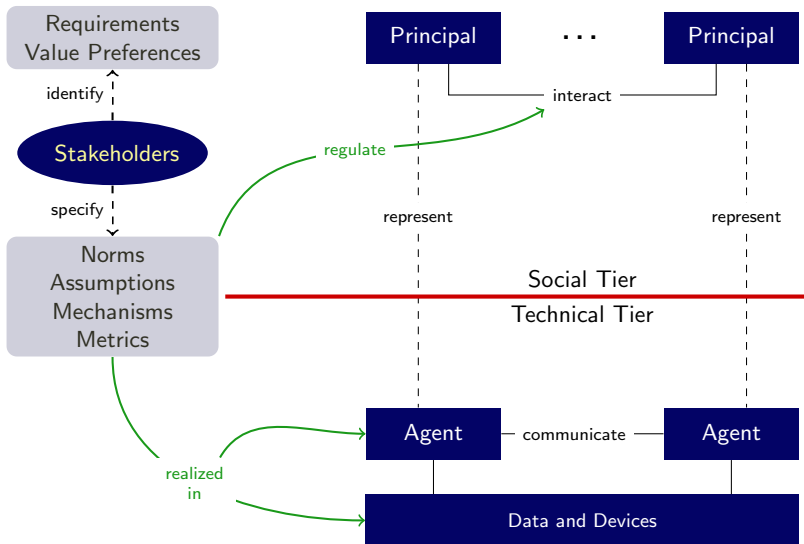 Requirements
Value Preferences
identify
Stakeholders
specify
Norms
Assumptions
Mechanisms
Metrics
Principal
...
Principal
interact
regulate
represent
represent
Social Tier
Technical Tier
Agent
communicate
Agent
realized
in
Data and Devices